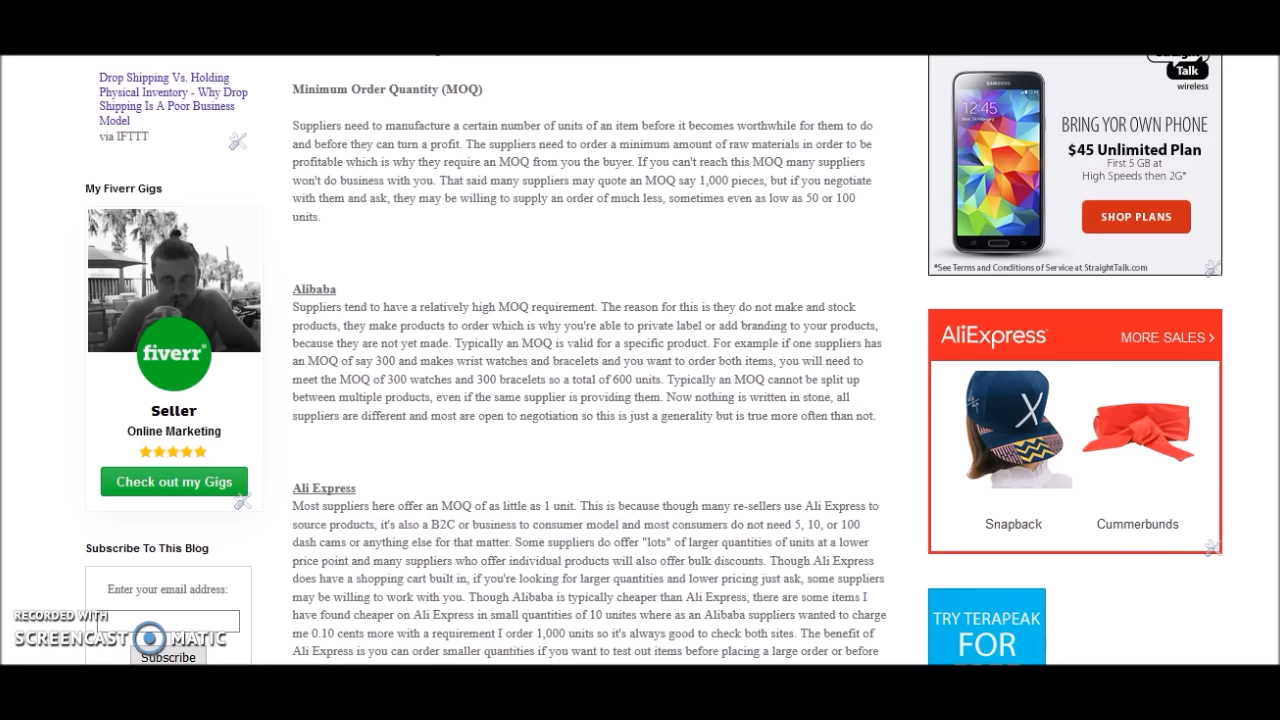 Drop Shipping Vs. Holding
Physical Inventory - Why Drop
Shipping Is A Poor Business
Model
via IFTTT
My Fiverr Gigs
fiverr®
Seller
Online Marketing
Check out my Gigs
Subscribe To This Blog
Enter your email address:
Subscribe
RECORDED WITH
SCREENCAST MATIC
Minimum Order Quantity (MOQ)
Suppliers need to manufacture a certain number of units of an item before it becomes worthwhile for them to do
and before they can turn a profit. The suppliers need to order a minimum amount of raw materials in order to be
profitable which is why they require an MOQ from you the buyer. If you can't reach this MOQ many suppliers
won't do business with you. That said many suppliers may quote an MOQ say 1,000 pieces, but if you negotiate
with them and ask, they may be willing to supply an order of much less, sometimes even as low as 50 or 100
units.
Alibaba
Suppliers tend to have a relatively high MOQ requirement. The reason for this is they do not make and stock
products, they make products to order which is why you're able to private label or add branding to your products,
because they are not yet made. Typically an MOQ is valid for a specific product. For example if one suppliers has
an MOQ of say 300 and makes wrist watches and bracelets and you want to order both items, you will need to
meet the MOQ of 300 watches and 300 bracelets so a total of 600 units. Typically an MOQ cannot be split up
between multiple products, even if the same supplier is providing them. Now nothing is written in stone, all
suppliers are different and most are open to negotiation so this is just a generality but is true more often than not.
Ali Express
Most suppliers here offer an MOQ of as little as 1 unit. This is because though many re-sellers use Ali Express to
source products, it's also a B2C or business to consumer model and most consumers do not need 5, 10, or 100
dash cams or anything else for that matter. Some suppliers do offer "lots" of larger quantities of units at a lower
price point and many suppliers who offer individual products will also offer bulk discounts. Though Ali Express
does have a shopping cart built in, if you're looking for larger quantities and lower pricing just ask, some suppliers
may be willing to work with you. Though Alibaba is typically cheaper than Ali Express, there are some items I
have found cheaper on Ali Express in small quantities of 10 unites where as an Alibaba suppliers wanted to charge
me 0.10 cents more with a requirement I order 1,000 units so it's always good to check both sites. The benefit of
Ali Express is you can order smaller quantities if you want to test out items before placing a large order or before
Straight
Talk
wireless
12:45
BRING YOR OWN PHONE
$45 Unlimited Plan
First 5 GB at
High Speeds then 2G*
SHOP PLANS
*See Terms and Conditions of Service at StraightTalk.com
AliExpress™
MORE SALES >
X
Snapback
Cummerbunds
TRY TERAPEAK
FOR